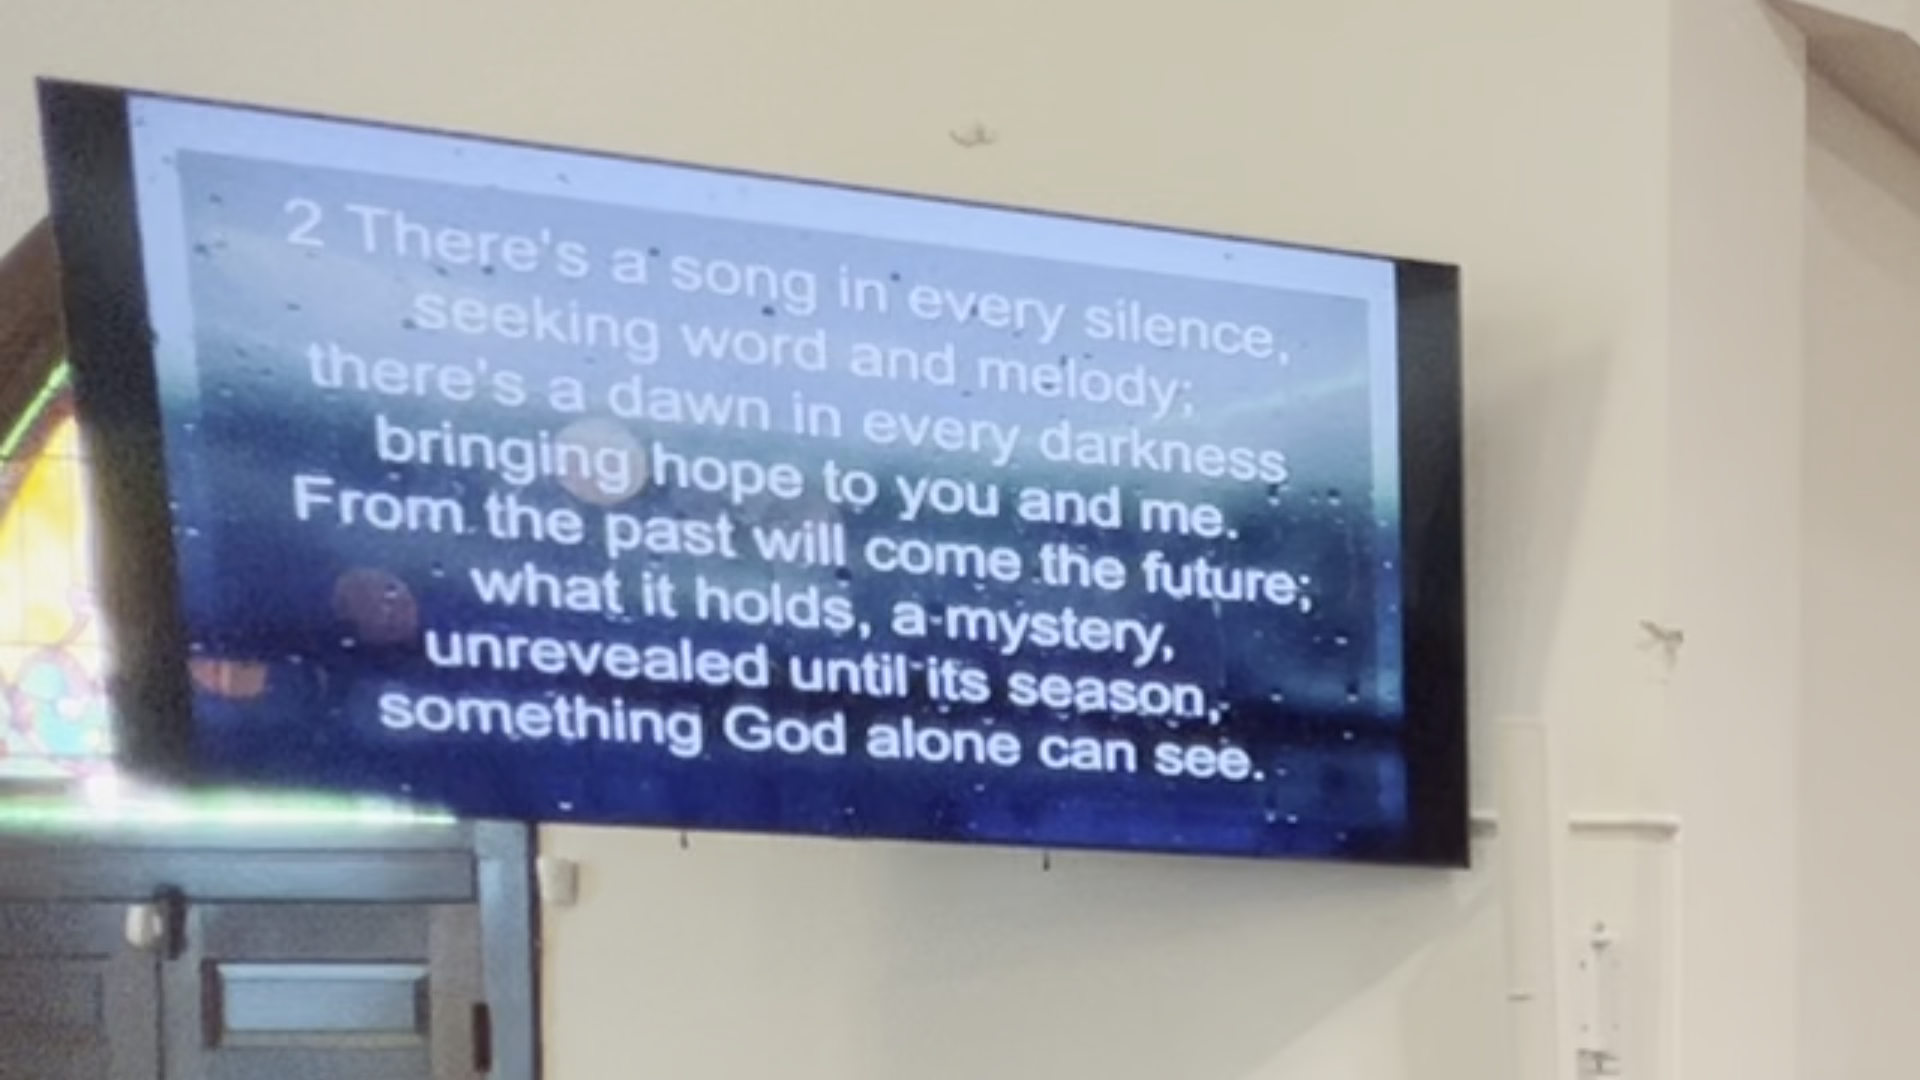 2 There's a song in every silence,
seeking word and melody;
there's a dawn in every darkness
bringing hope to you and me.
From the past will come the future;
what it holds, a mystery,
unrevealed until its season,
something God alone can see.